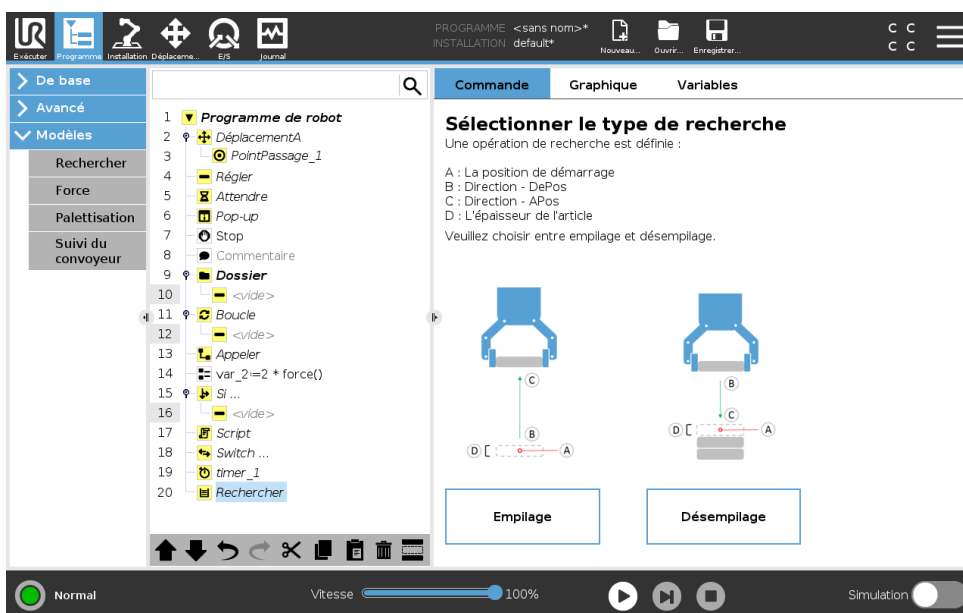 UR
PROGRAMME <sans nom>*
INSTALLATION default*
Exécuter Programme Installation Déplaceme... E/S Journal
Nouveau... Ouvrir... Enregistrer...
C C
C C
De base
Avancé
Modèles
Rechercher
Force
Palettisation
Suivi du
convoyeur
1 Programme de robot
2 DéplacementA
3 PointPassage_1
4 Régler
5 Attendre
6 Pop-up
7 Stop
8 Commentaire
9 Dossier
10 <vide>
11 Boucle
12 <vide>
13 Appeler
14 var_2:=2 * force()
15 Si ...
16 <vide>
17 Script
18 Switch ...
19 timer_1
20 Rechercher
Commande Graphique Variables
Sélectionner le type de recherche
Une opération de recherche est définie :
A : La position de démarrage
B : Direction - DePos
C : Direction - APos
D : L'épaisseur de l'article
Veuillez choisir entre empilage et désempilage.
C
B
D A
B
C
D A
Empilage Désempilage
Normal Vitesse 100% Simulation